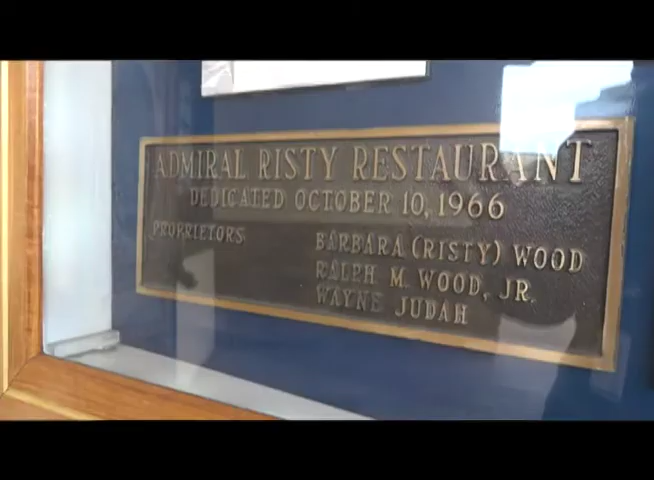 ADMIRAL RISTY RESTAURANT
DEDICATED OCTOBER 10, 1966
PROPRIETORS
BARBARA (RISTY) WOOD
RALPH M. WOOD, JR.
WAYNE JUDAH